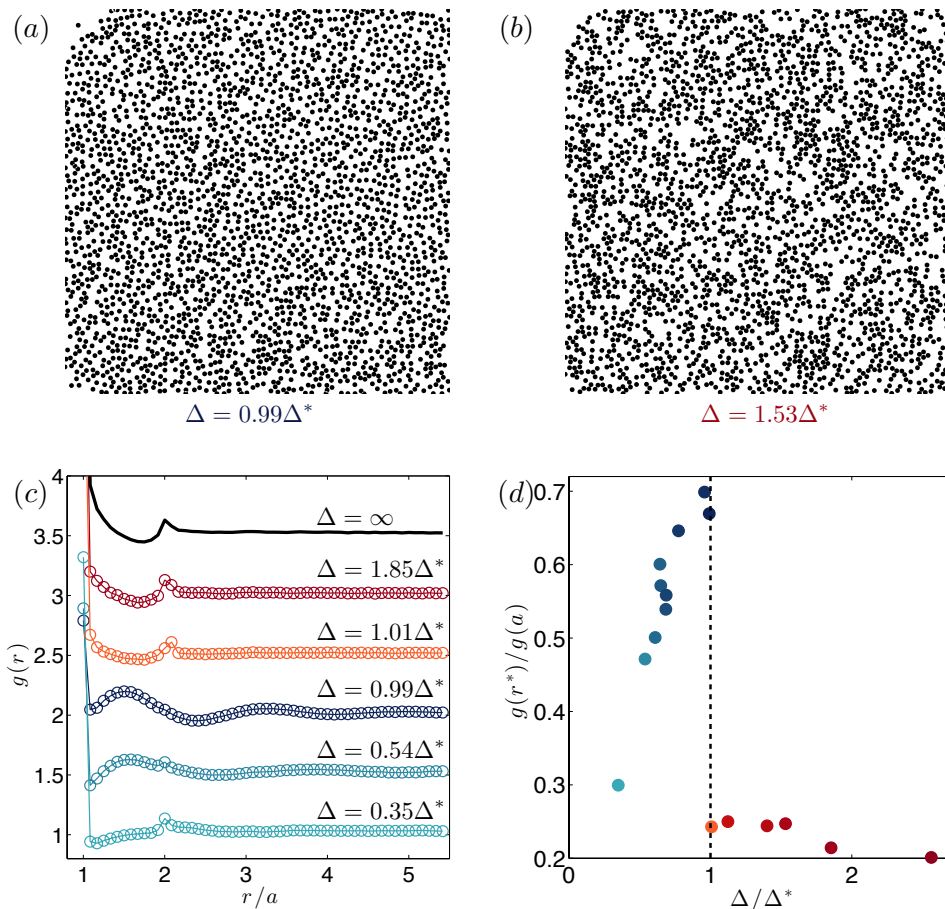 (a)
(b)
Δ = 0.99Δ*
Δ = 1.53Δ*
(c)
4
3.5
3
2.5
2
1.5
1
g(r)
Δ = ∞
Δ = 1.85Δ*
Δ = 1.01Δ*
Δ = 0.99Δ*
Δ = 0.54Δ*
Δ = 0.35Δ*
1 2 3 4 5
r/a
(d)
0.7
0.6
0.5
0.4
0.3
0.2
g(r*)/g(a)
0 1 2
Δ/Δ*